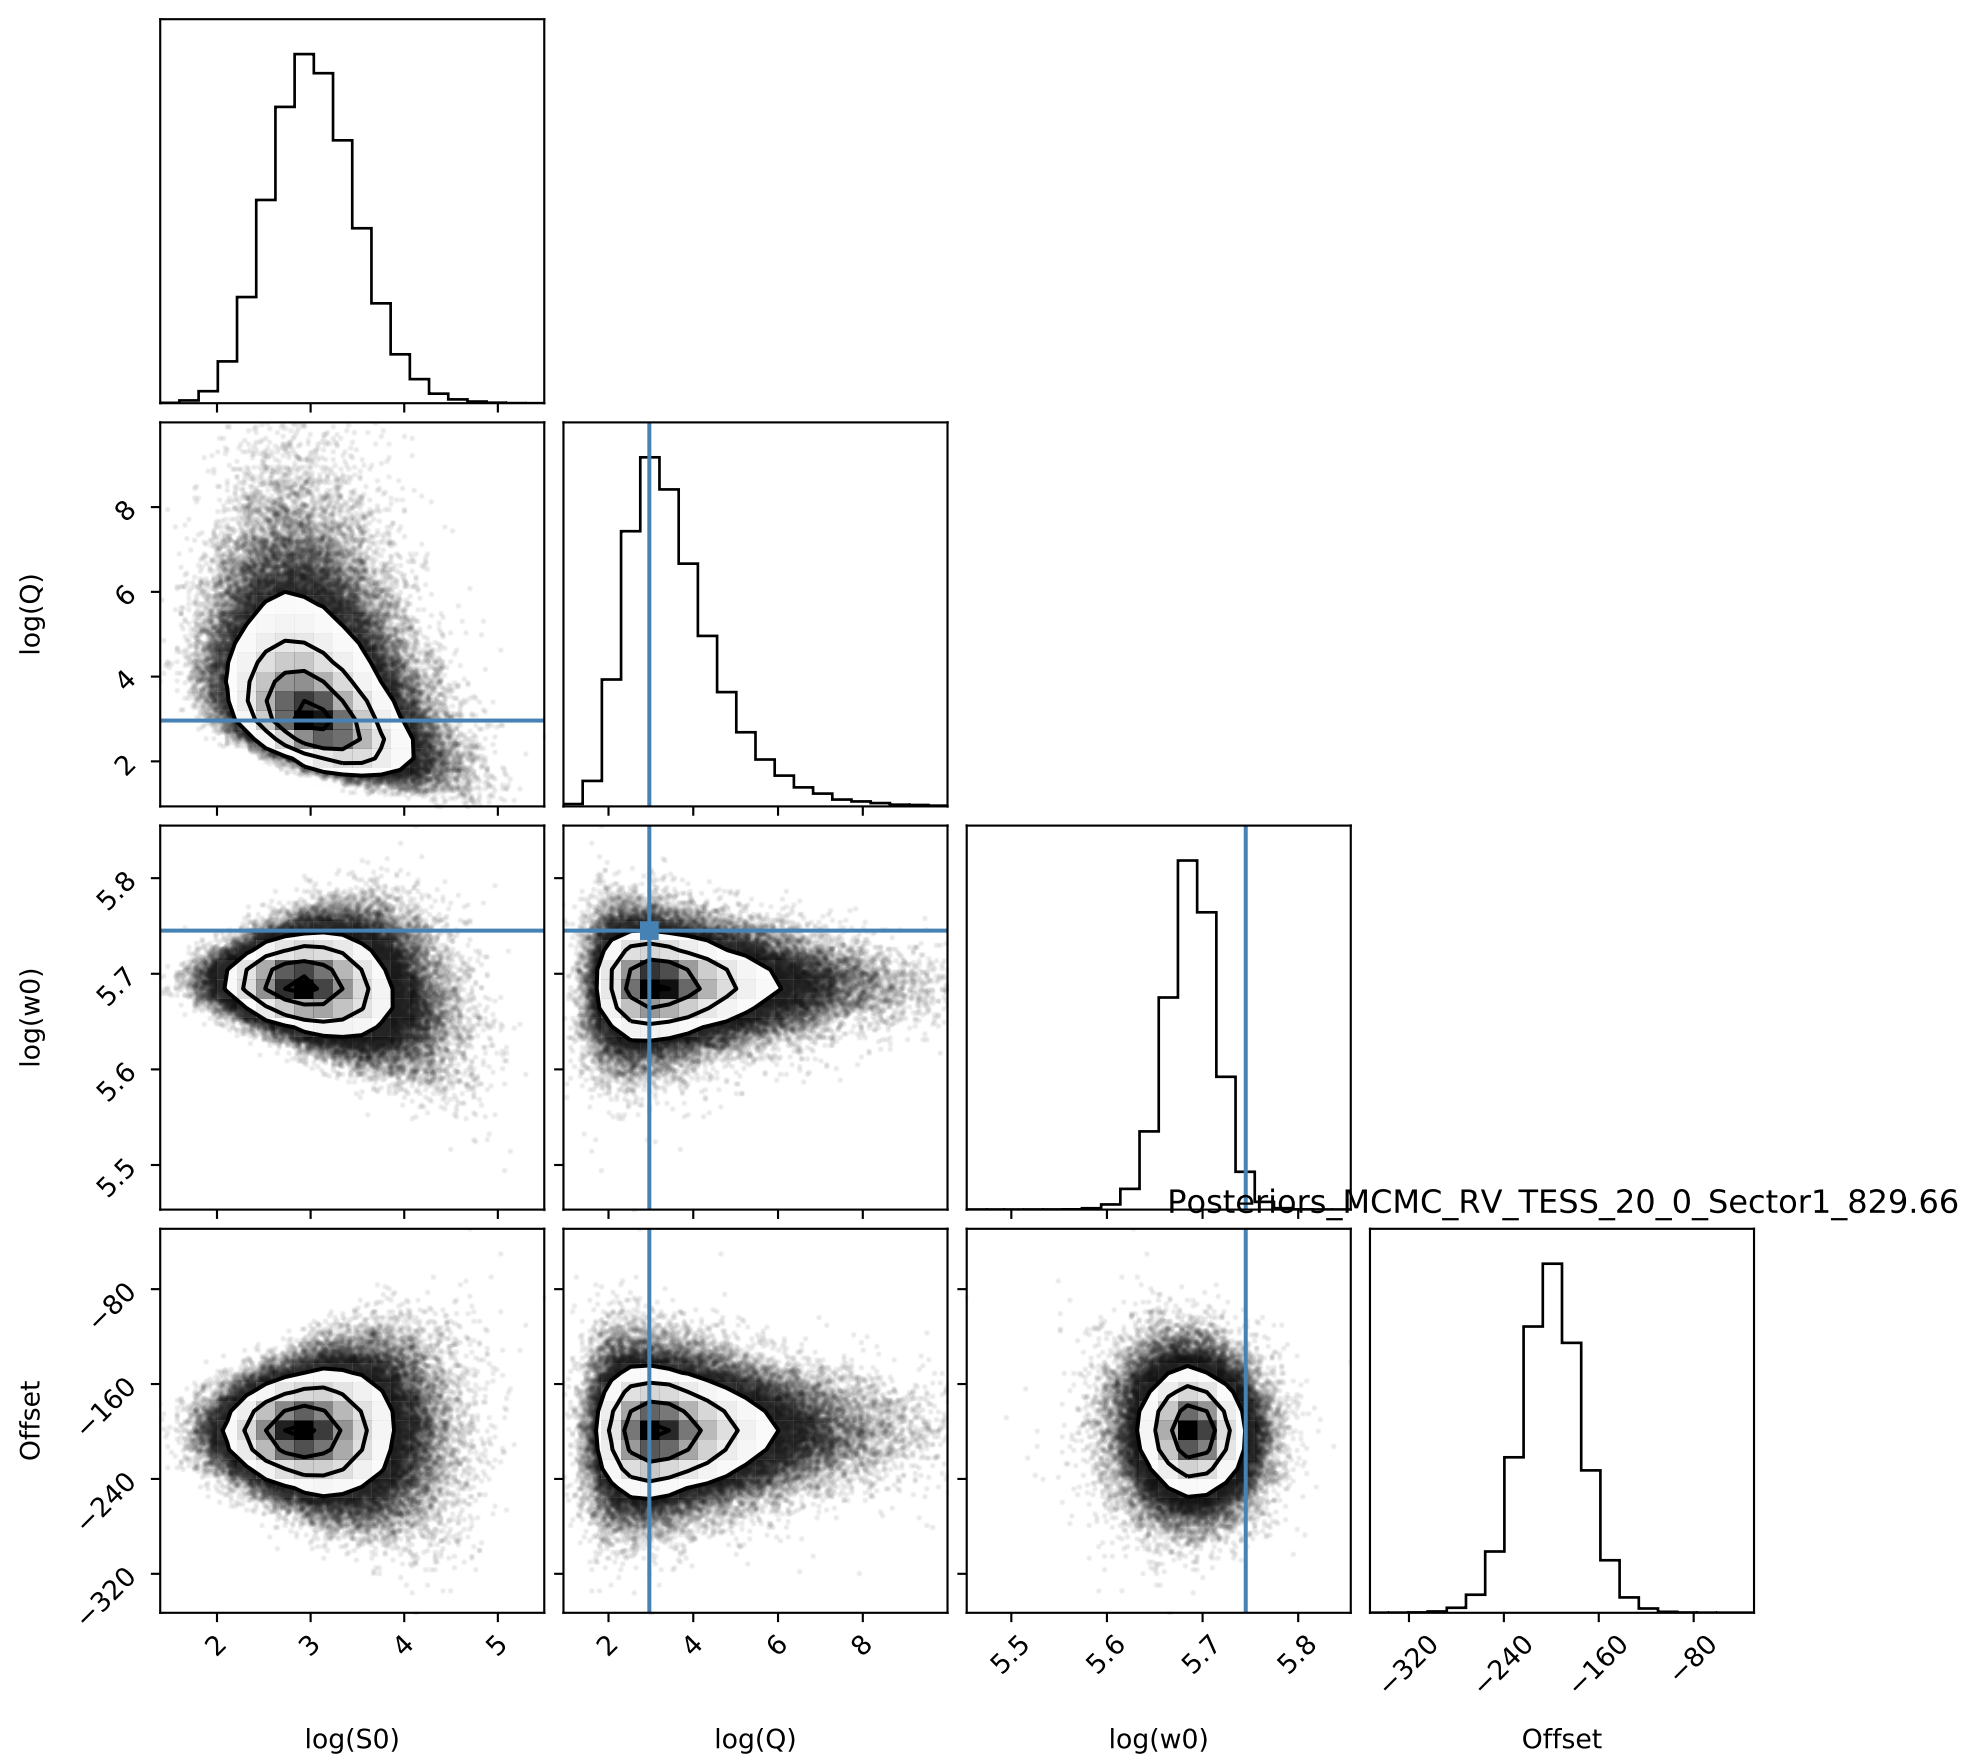 log(Q)
8
6
4
2
log(w0)
5.8
5.7
5.6
5.5
Posteriors_MCMC_RV_TESS_20_0_Sector1_829.66
Offset
−80
−160
−240
−320
2 3 4 5 2 4 6 8 5.5 5.6 5.7 5.8 −320 −240 −160 −80
log(S0) log(Q) log(w0) Offset